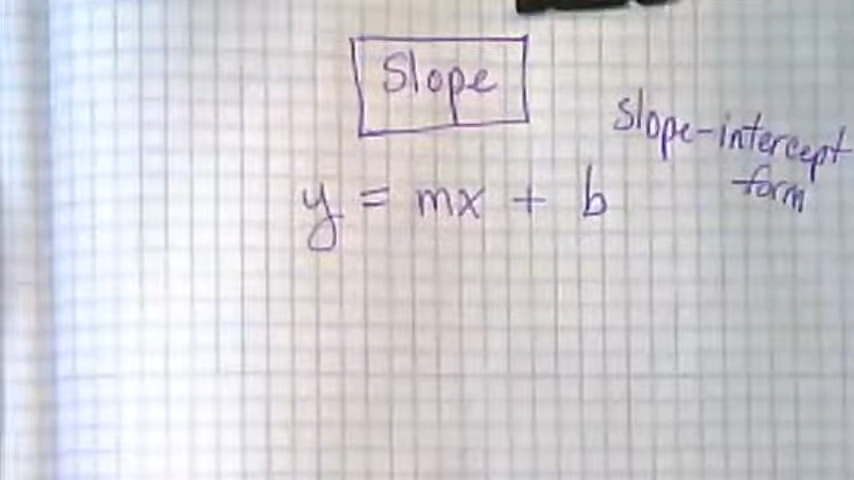 Slope
slope-intercept
form
y = mx + b